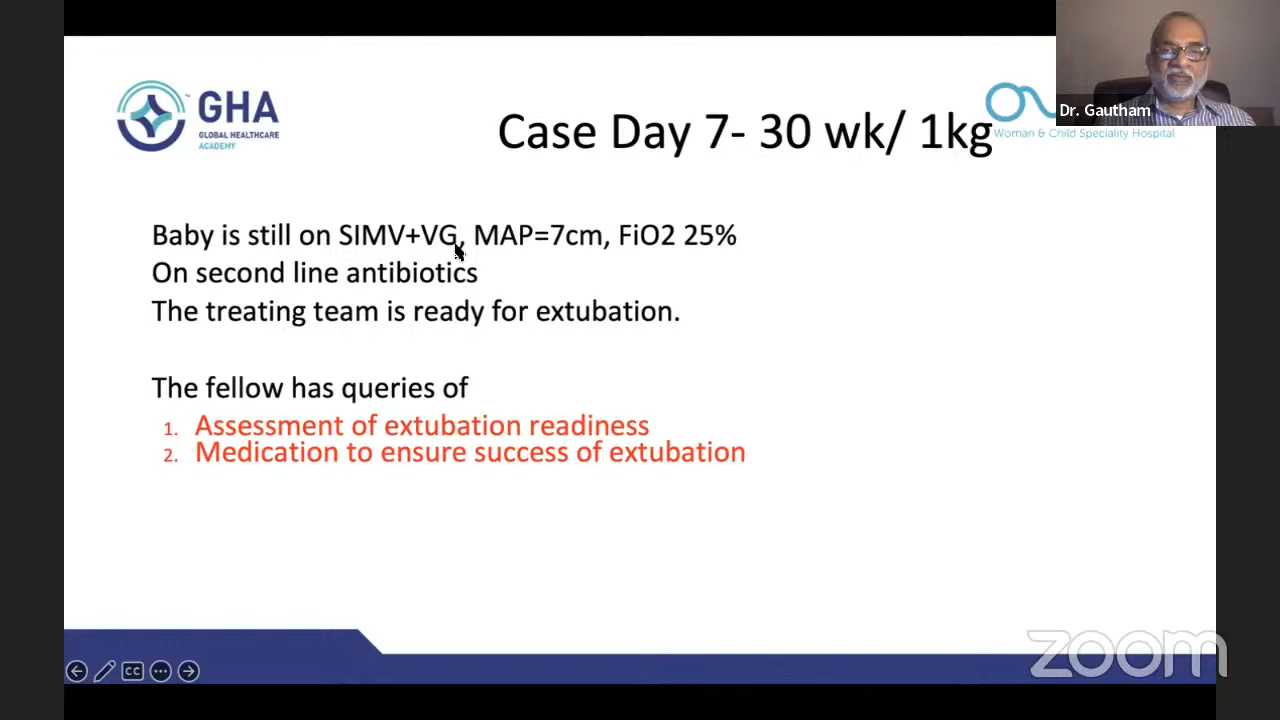 GHA
GLOBAL HEALTHCARE
ACADEMY
Case Day 7- 30 wk/ 1kg
Woman & Child Speciality Hospital
Dr. Gautham
Baby is still on SIMV+VG, MAP=7cm, FiO2 25%
On second line antibiotics
The treating team is ready for extubation.
The fellow has queries of
1. Assessment of extubation readiness
2. Medication to ensure success of extubation
CC
zoom